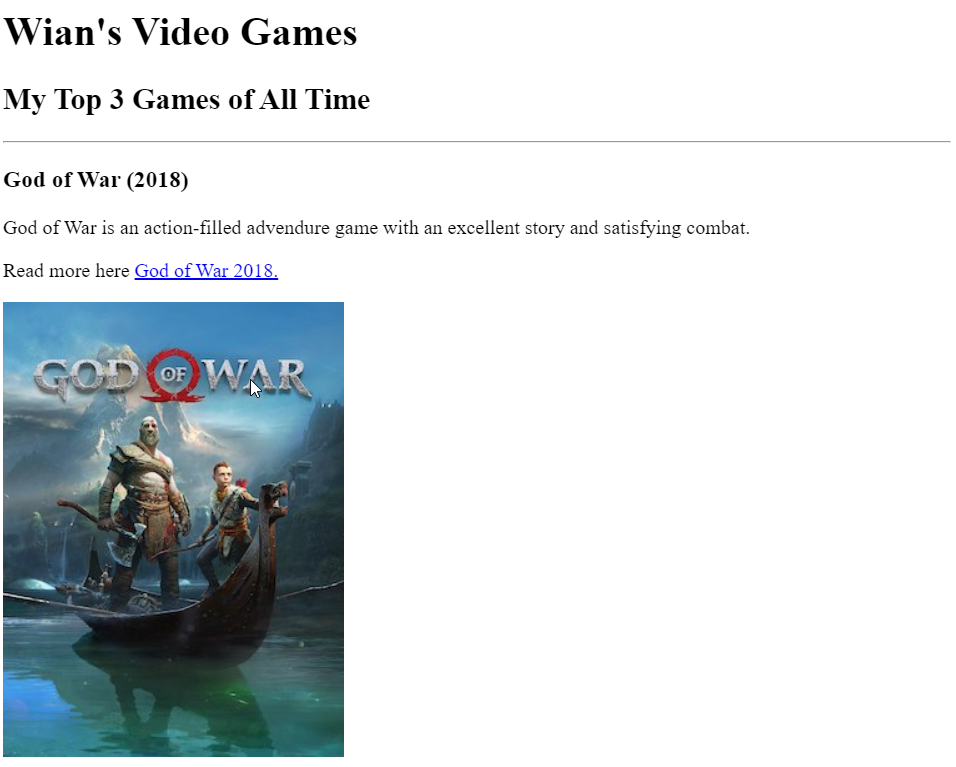 Wian's Video Games
My Top 3 Games of All Time
God of War (2018)
God of War is an action-filled advendure game with an excellent story and satisfying combat.
Read more here God of War 2018.
GOD OF WAR